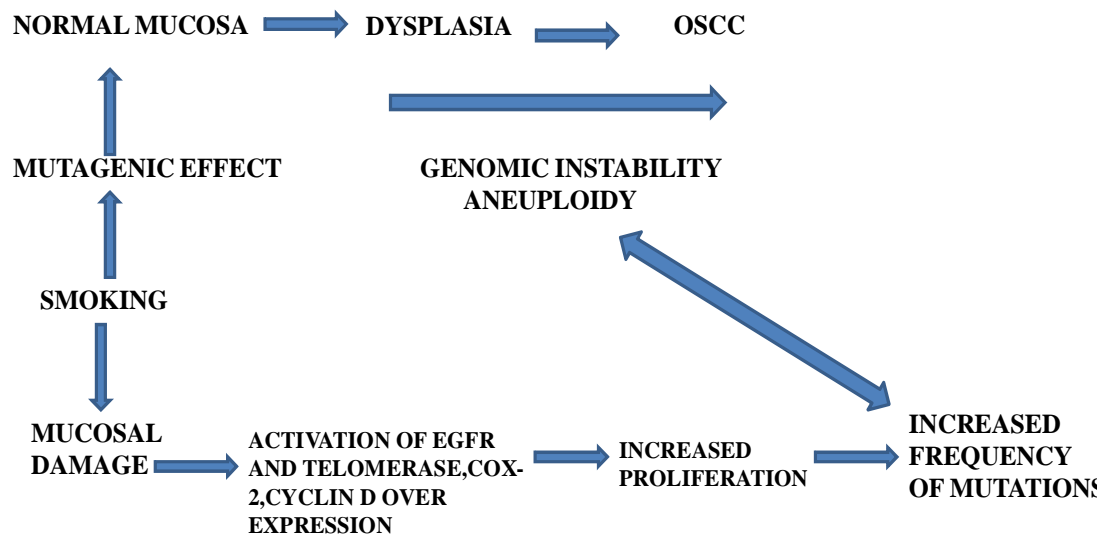 NORMAL MUCOSA
DYSPLASIA
OSCC
MUTAGENIC EFFECT
GENOMIC INSTABILITY
ANEUPLOIDY
SMOKING
MUCOSAL
DAMAGE
ACTIVATION OF EGFR
AND TELOMERASE,COX-
2,CYCLIN D OVER
EXPRESSION
INCREASED
PROLIFERATION
INCREASED
FREQUENCY
OF MUTATIONS